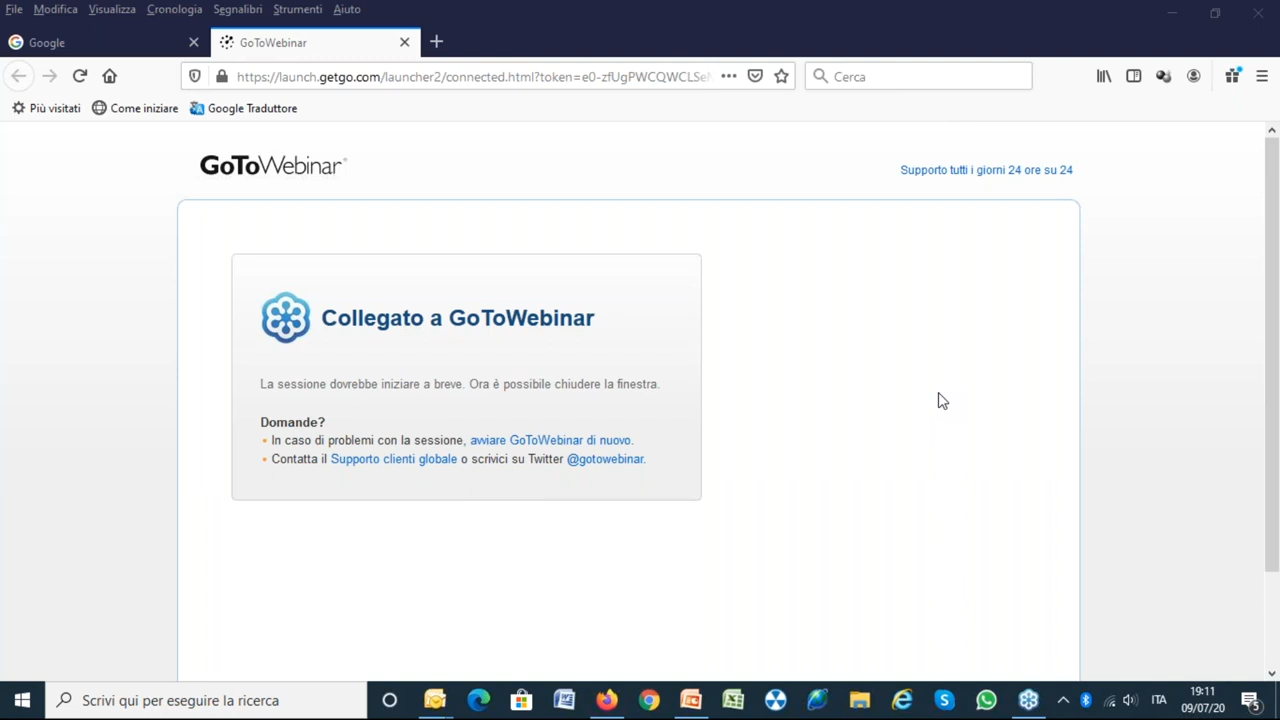 File Modifica Visualizza Cronologia Segnalibri Strumenti Aiuto
Google
GoToWebinar
https://launch.getgo.com/launcher2/connected.html?token=e0-zfUgPWCQWCLSeI
Cerca
Più visitati Come iniziare Google Traduttore
GoToWebinar
Supporto tutti i giorni 24 ore su 24
Collegato a GoToWebinar
La sessione dovrebbe iniziare a breve. Ora è possibile chiudere la finestra.
Domande?
In caso di problemi con la sessione, avviare GoToWebinar di nuovo.
Contatta il Supporto clienti globale o scrivici su Twitter @gotowebinar.
Scrivi qui per eseguire la ricerca
ITA
19:11
09/07/20
5